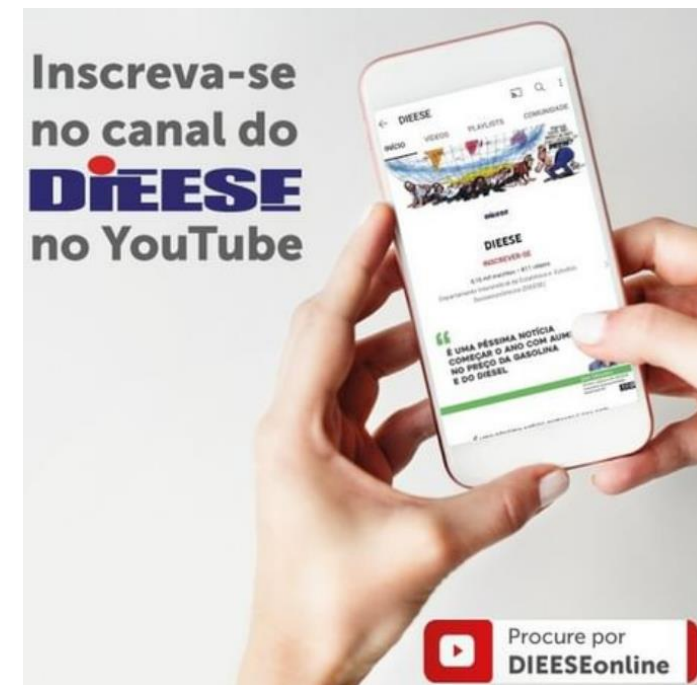 Inscreva-se
no canal do
DIEESE
no YouTube
DIEESE
INÍCIO VÍDEOS PLAYLISTS COMUNIDADE
DIEESE
DIEESE
INSCREVER-SE
Departamento Intersindical de Estatística e Estudos
Socioeconômicos (DIEESE)
É UMA PÉSSIMA NOTÍCIA
COMEÇAR O ANO COM AUM
NO PREÇO DA GASOLINA
E DO DIESEL
Procure por
DIEESEonline